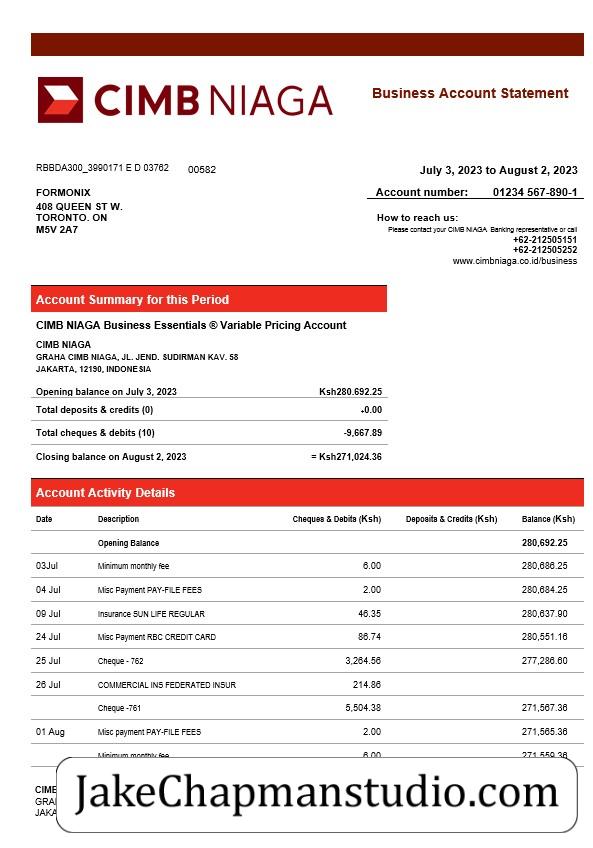 CIMB NIAGA
Business Account Statement
RBBDA300_3990171 E D 03762 00582
July 3, 2023 to August 2, 2023
FORMONIX
Account number: 01234 567-890-1
408 QUEEN ST W.
TORONTO. ON
M5V 2A7
How to reach us:
Please contact your CIMB NIAGA Banking representative or call
+62-212505151
+62-212505252
www.cimbniaga.co.id/business
Account Summary for this Period
CIMB NIAGA Business Essentials ® Variable Pricing Account
CIMB NIAGA
GRAHA CIMB NIAGA, JL. JEND. SUDIRMAN KAV. 58
JAKARTA, 12190, INDONESIA
Opening balance on July 3, 2023 Ksh280.692.25
Total deposits & credits (0) +0.00
Total cheques & debits (10) -9,667.89
Closing balance on August 2, 2023 = Ksh271,024.36
Account Activity Details
Date Description Cheques & Debits (Ksh) Deposits & Credits (Ksh) Balance (Ksh)
Opening Balance 280,692.25
03Jul Minimum monthly fee 6.00 280,686.25
04 Jul Misc Payment PAY-FILE FEES 2.00 280,684.25
09 Jul Insurance SUN LIFE REGULAR 46.35 280,637.90
24 Jul Misc Payment RBC CREDIT CARD 86.74 280,551.16
25 Jul Cheque - 762 3,264.56 277,286.60
26 Jul COMMERCIAL INS FEDERATED INSUR 214.86
Cheque -761 5,504.38 271,567.36
01 Aug Misc payment PAY-FILE FEES 2.00 271,565.36
Minimum monthly fee 6.00 271,559.36
JakeChapmanstudio.com